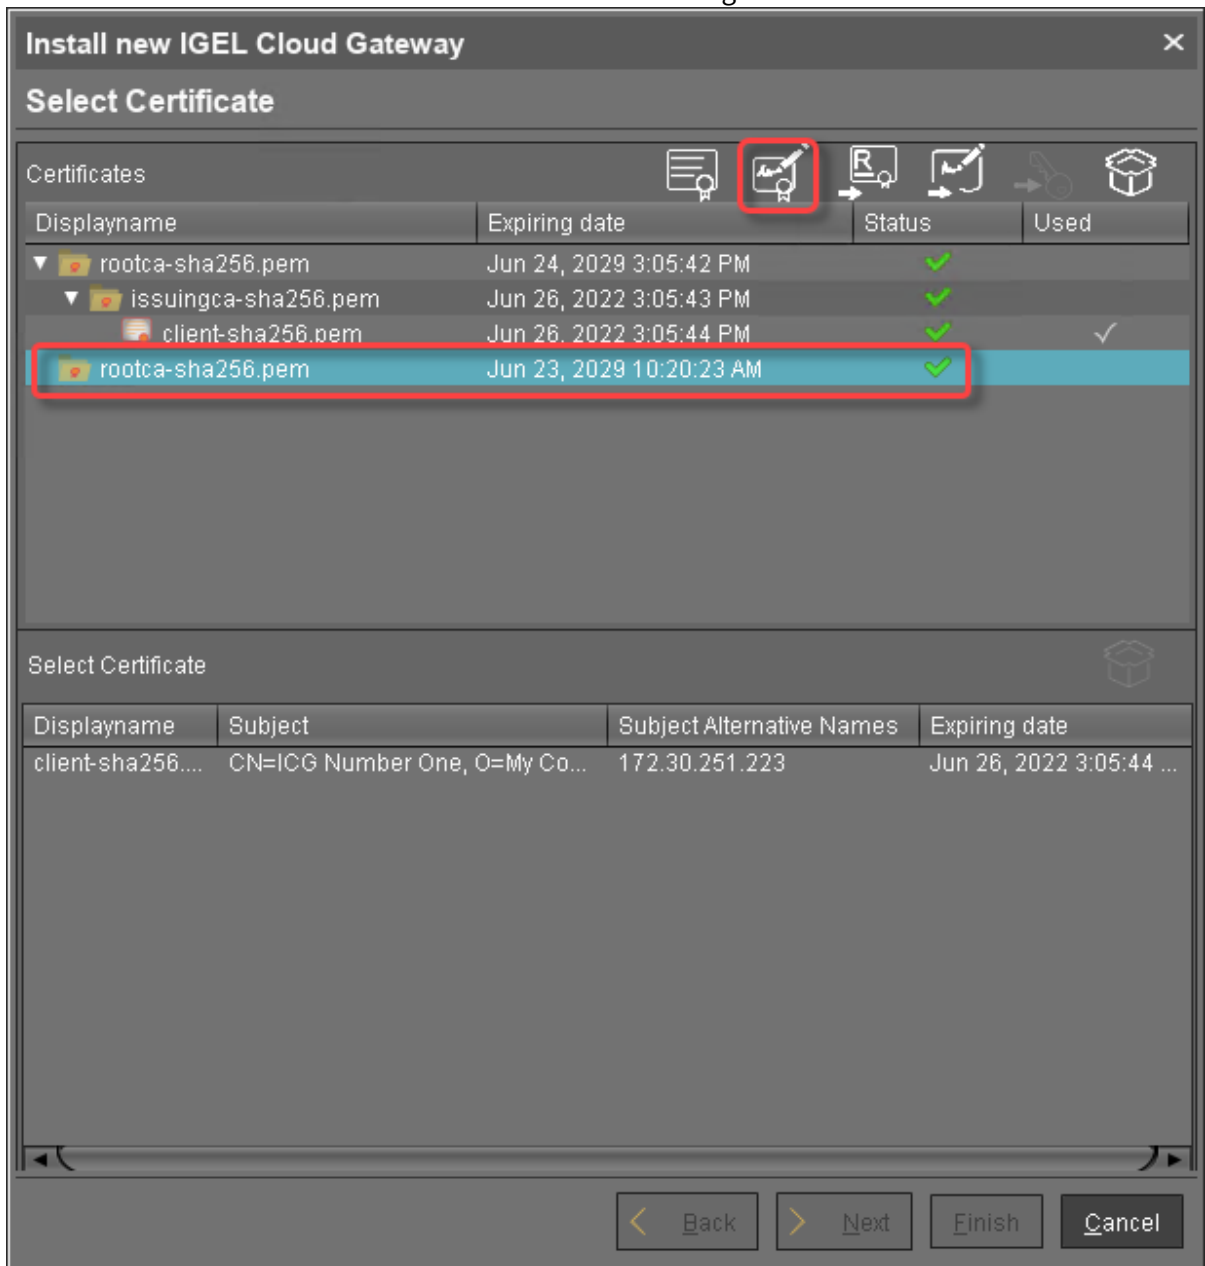 Install new IGEL Cloud Gateway
Select Certificate
Certificates
Displayname Expiring date Status Used
rootca-sha256.pem Jun 24, 2029 3:05:42 PM
issuingca-sha256.pem Jun 26, 2022 3:05:43 PM
client-sha256.pem Jun 26, 2022 3:05:44 PM
rootca-sha256.pem Jun 23, 2029 10:20:23 AM
Select Certificate
Displayname Subject Subject Alternative Names Expiring date
client-sha256.... CN=ICG Number One, O=My Co... 172.30.251.223 Jun 26, 2022 3:05:44 ...
Back Next Finish Cancel